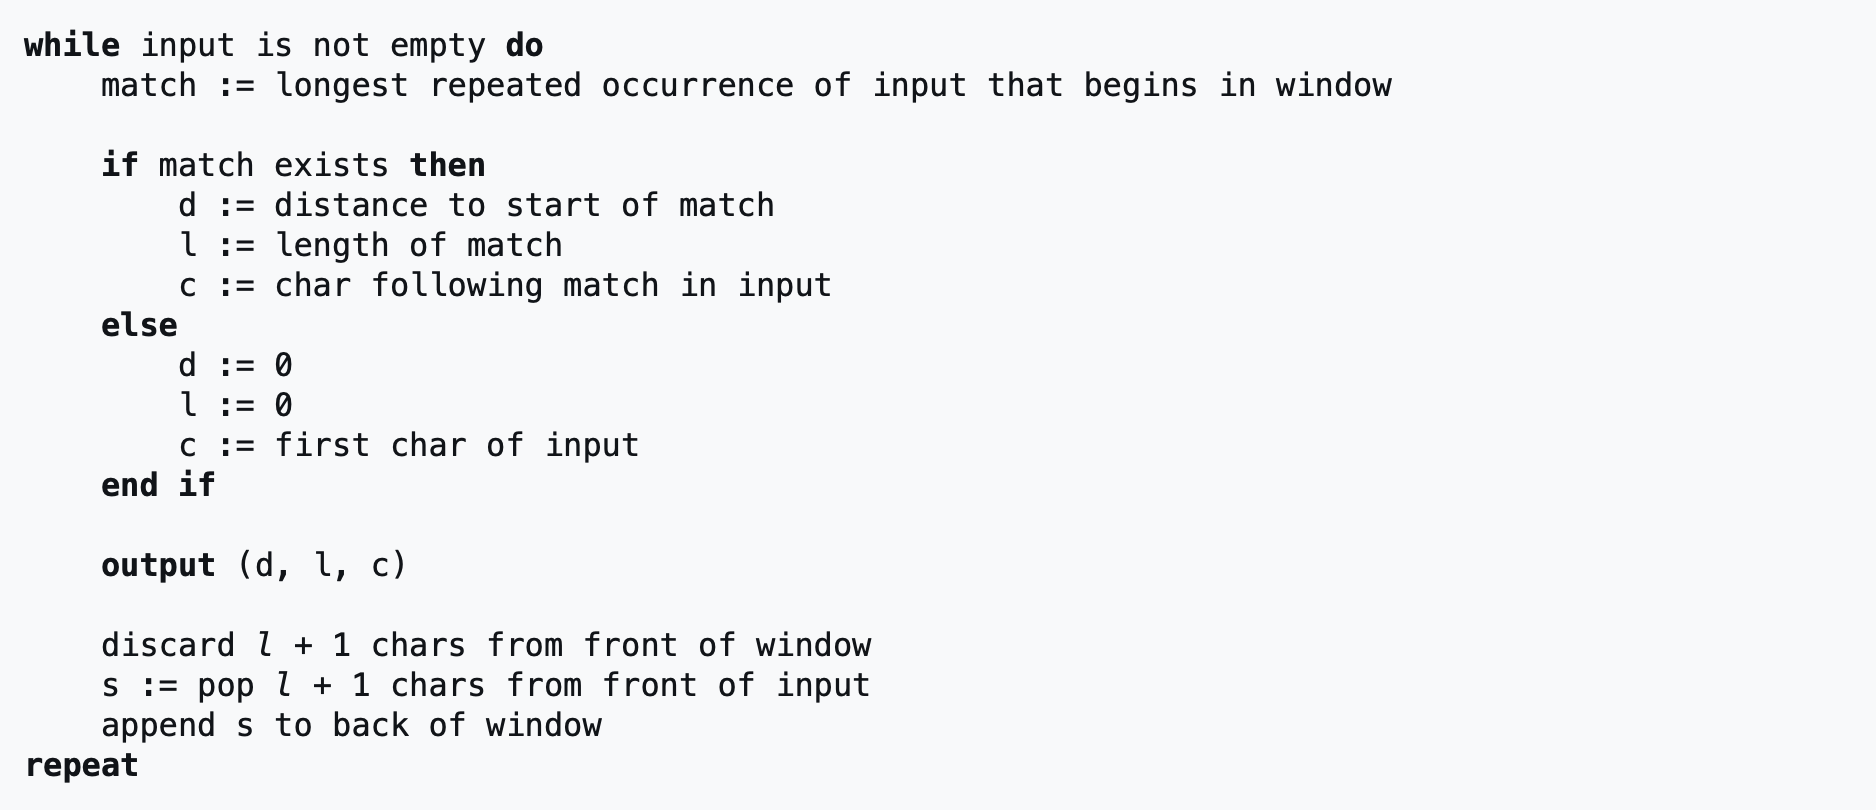 while input is not empty do
    match := longest repeated occurrence of input that begins in window

    if match exists then
        d := distance to start of match
        l := length of match
        c := char following match in input
    else
        d := 0
        l := 0
        c := first char of input
    end if

    output (d, l, c)

    discard l + 1 chars from front of window
    s := pop l + 1 chars from front of input
    append s to back of window
repeat